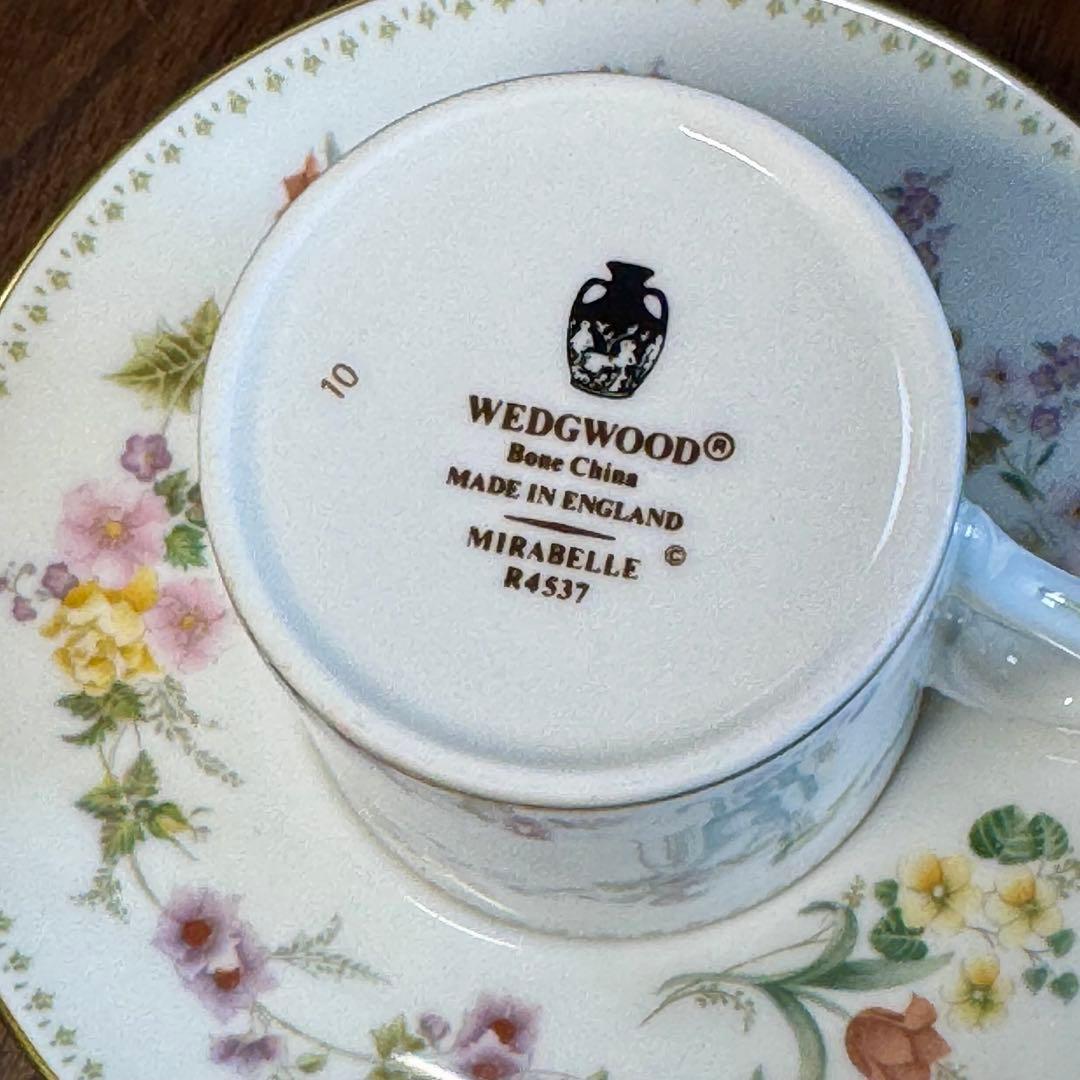 10
WEDGWOOD®
Bone China
MADE IN ENGLAND
MIRABELLE ©
R4537